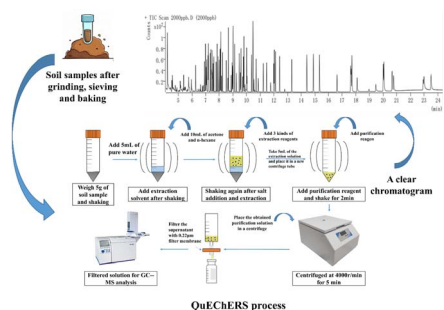 + TIC Scan 2000ppb.D (2000ppb)
Counts
Soil samples after
grinding, sieving
and baking
Add 5mL of
pure water
Add 10mL of acetone
and n-hexane
Add 3 kinds of
extraction reagents
Take 5mL of
the extraction solution
and place it in a new
centrifuge tube
Add purification
reagent
A clear
chromatogram
Weigh 5g of
soil sample
and shaking
Add extraction
solvent after shaking
Shaking again after salt
addition and extraction
Add purification reagent
and shake for 2min
Filter the
supernatant
with 0.22μm
filter membrane
Place the obtained
purification solution
in a centrifuge
Filtered solution for GC–
MS analysis
Centrifuged at 4000r/min
for 5 min
QuEChERS process